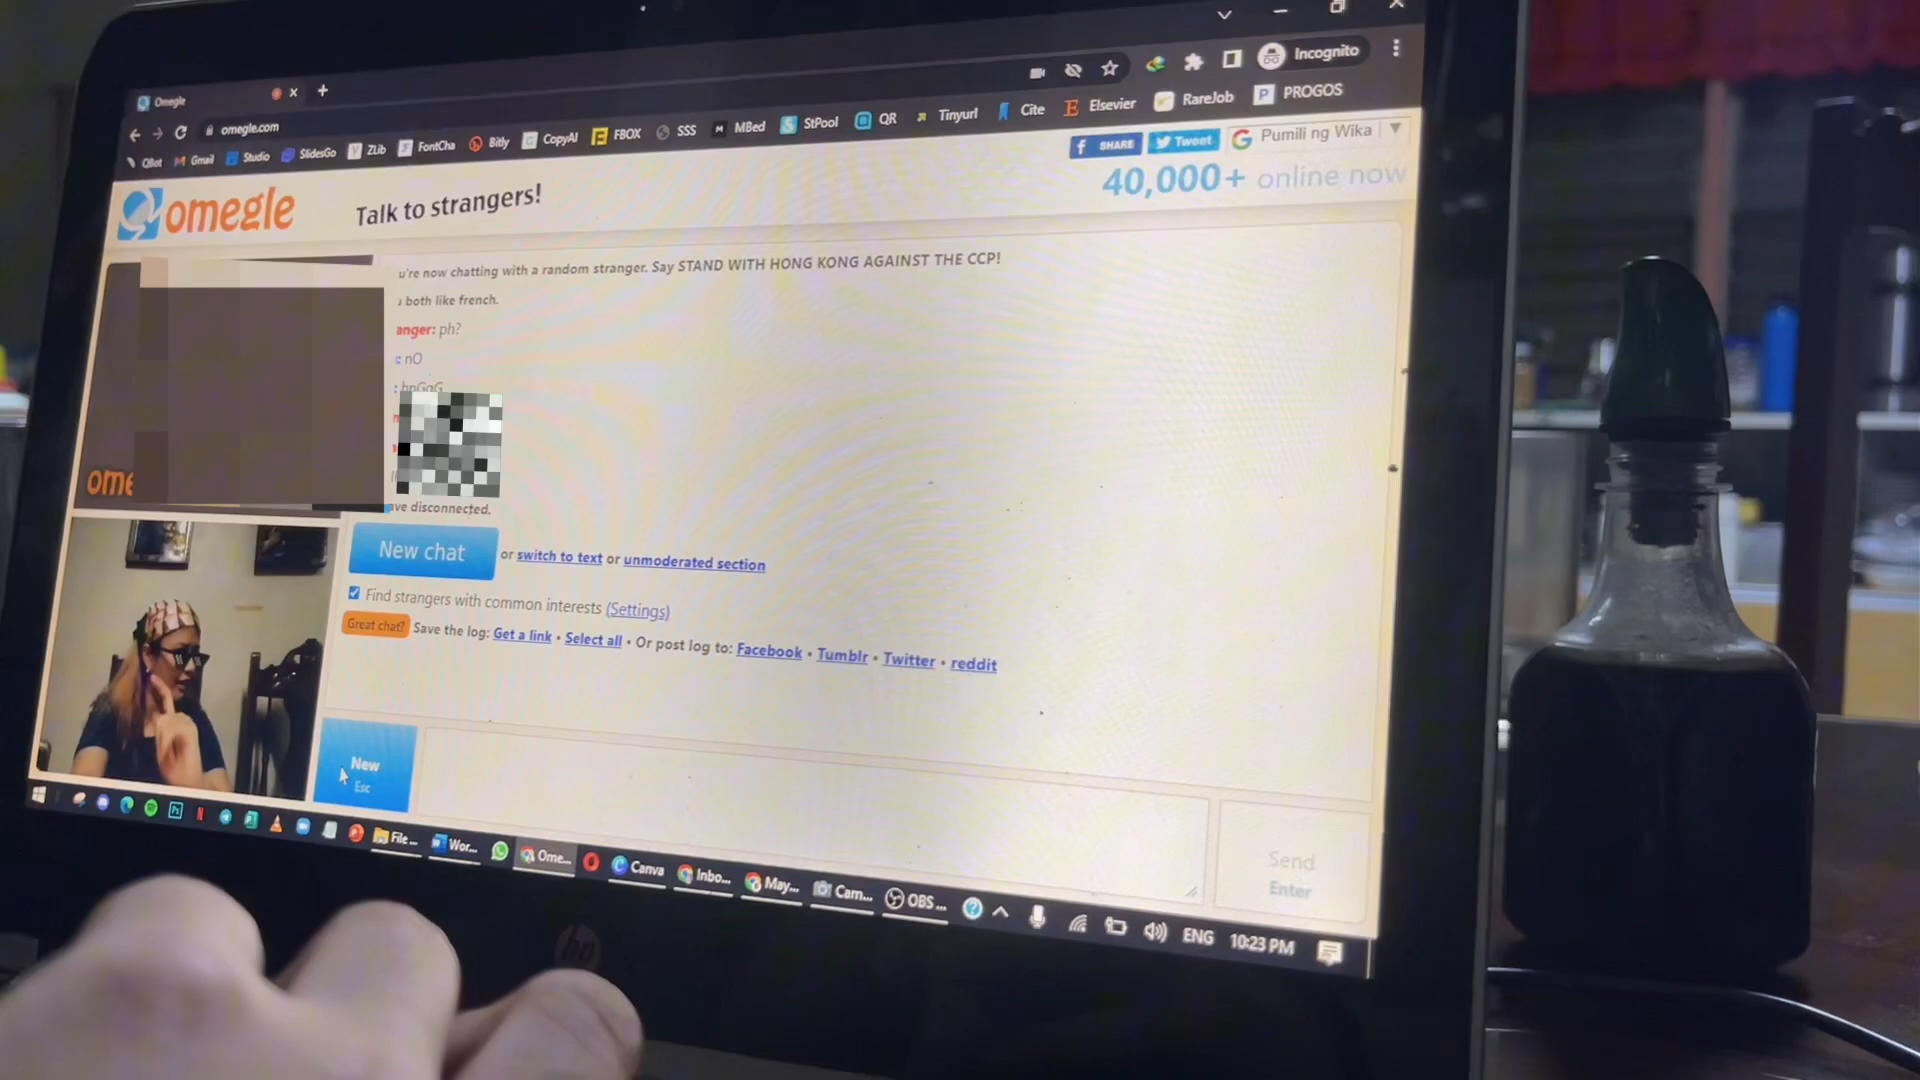 Omegle
Incognito
omegle.com
QBot Gmail Studio SlidesGo ZLib FontCha Bitly CopyAI FBOX SSS MBed StPool QR Tinyurl Cite Elsevier RareJob PROGOS
SHARE Tweet Pumili ng Wika
omegle Talk to strangers! 40,000+ online now
u're now chatting with a random stranger. Say STAND WITH HONG KONG AGAINST THE CCP!
both like french.
anger: ph?
: nO
ome
ave disconnected.
New chat or switch to text or unmoderated section
Find strangers with common interests (Settings)
Great chat? Save the log: Get a link • Select all • Or post log to: Facebook • Tumblr • Twitter • reddit
New
Esc
Send
Enter
File... Wor... Ome... Canva Inbo... May... Cam... OBS ... ENG 10:23 PM
hp